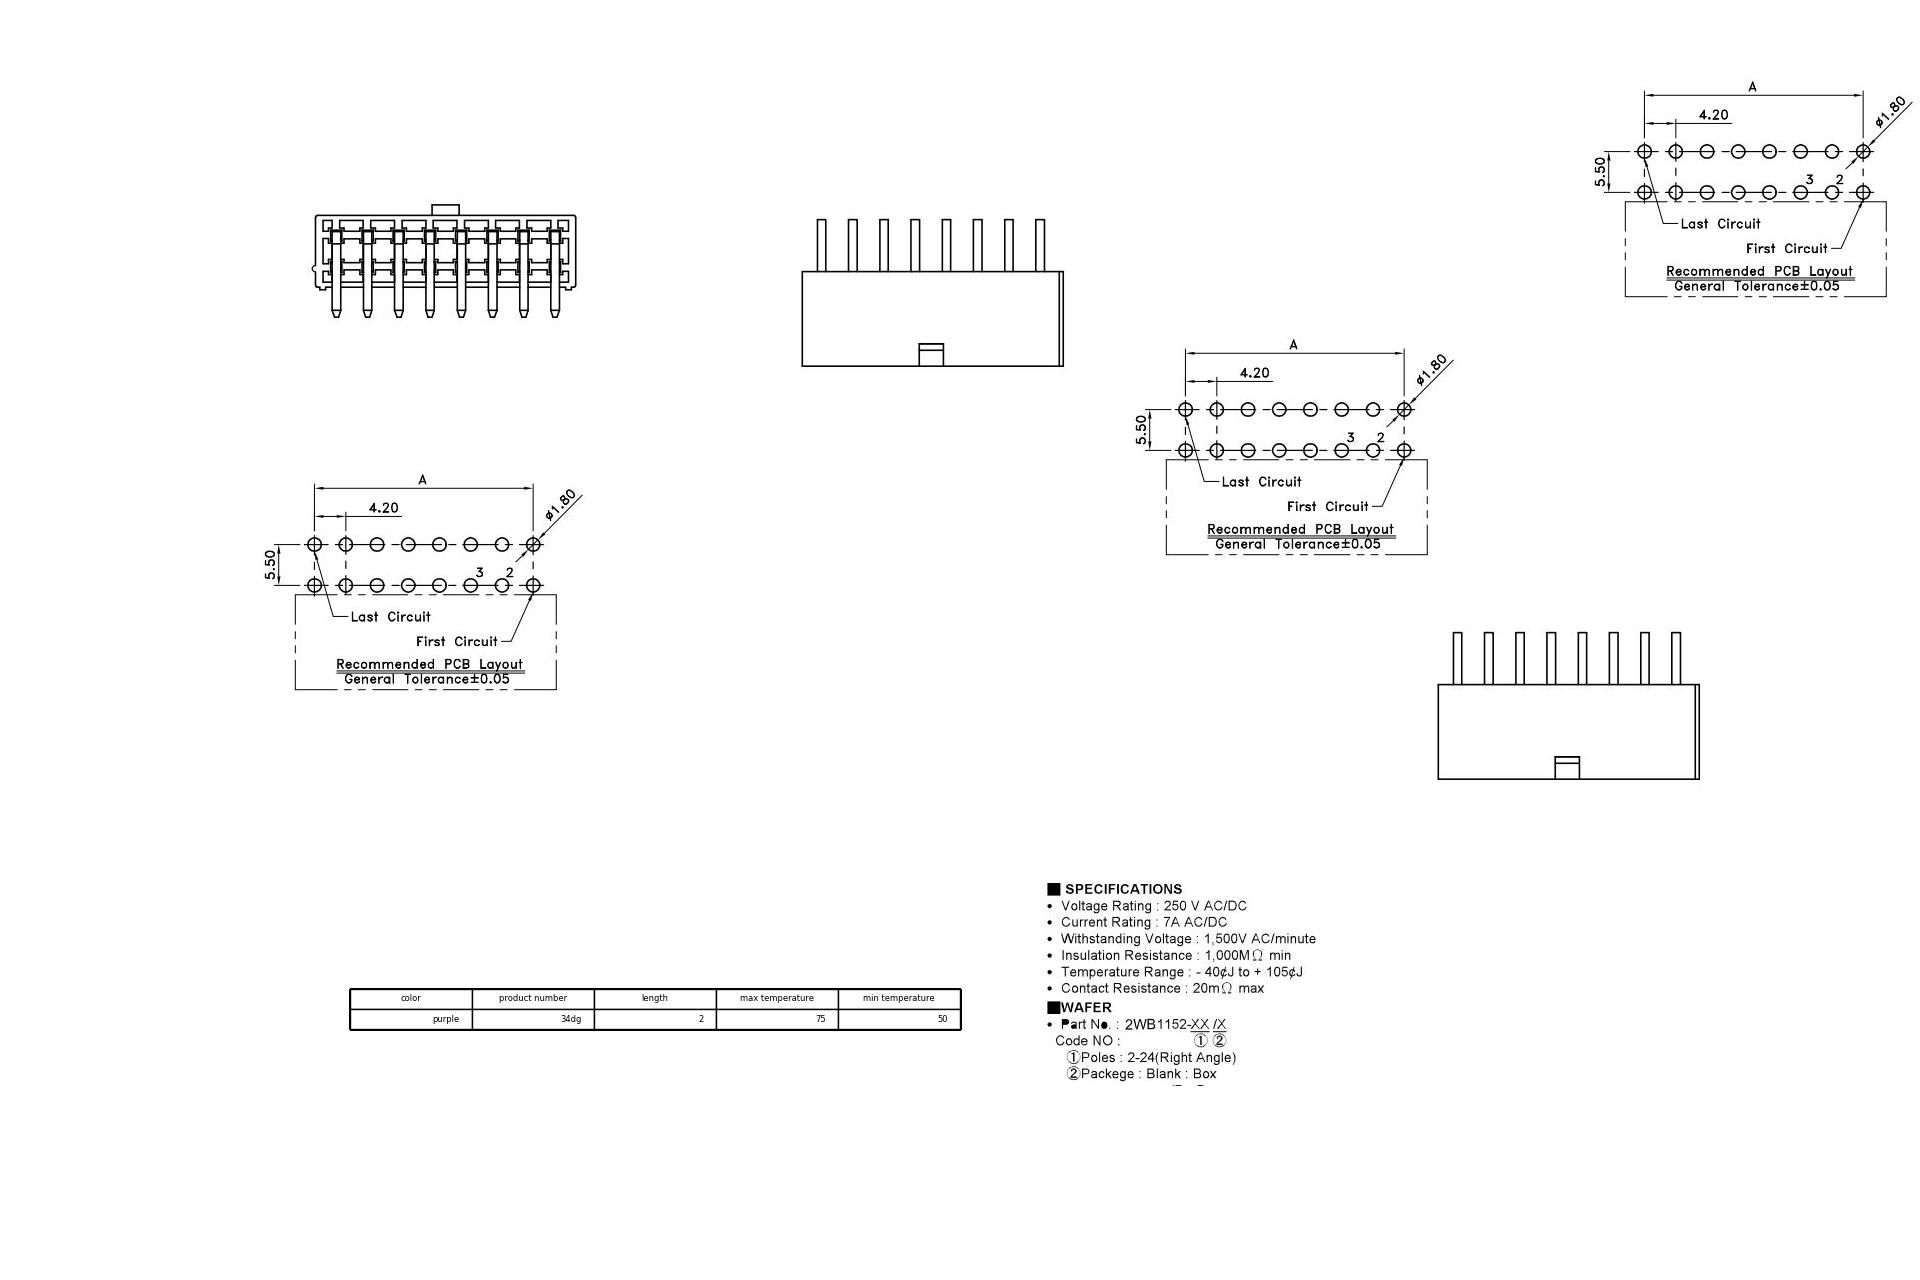 A
4.20
ø1.80
5.50
3 2
Last Circuit
First Circuit
Recommended PCB Layout
General Tolerance±0.05
A
4.20
ø1.80
5.50
3 2
Last Circuit
First Circuit
Recommended PCB Layout
General Tolerance±0.05
A
4.20
ø1.80
5.50
3 2
Last Circuit
First Circuit
Recommended PCB Layout
General Tolerance±0.05
color product number length max temperature min temperature
purple 34dg 2 75 50
■ SPECIFICATIONS
• Voltage Rating : 250 V AC/DC
• Current Rating : 7A AC/DC
• Withstanding Voltage : 1,500V AC/minute
• Insulation Resistance : 1,000MΩ min
• Temperature Range : - 40¢J to + 105¢J
• Contact Resistance : 20mΩ max
■WAFER
• Part No. : 2WB1152-XX /X
Code NO : ① ②
①Poles : 2-24(Right Angle)
②Packege : Blank : Box